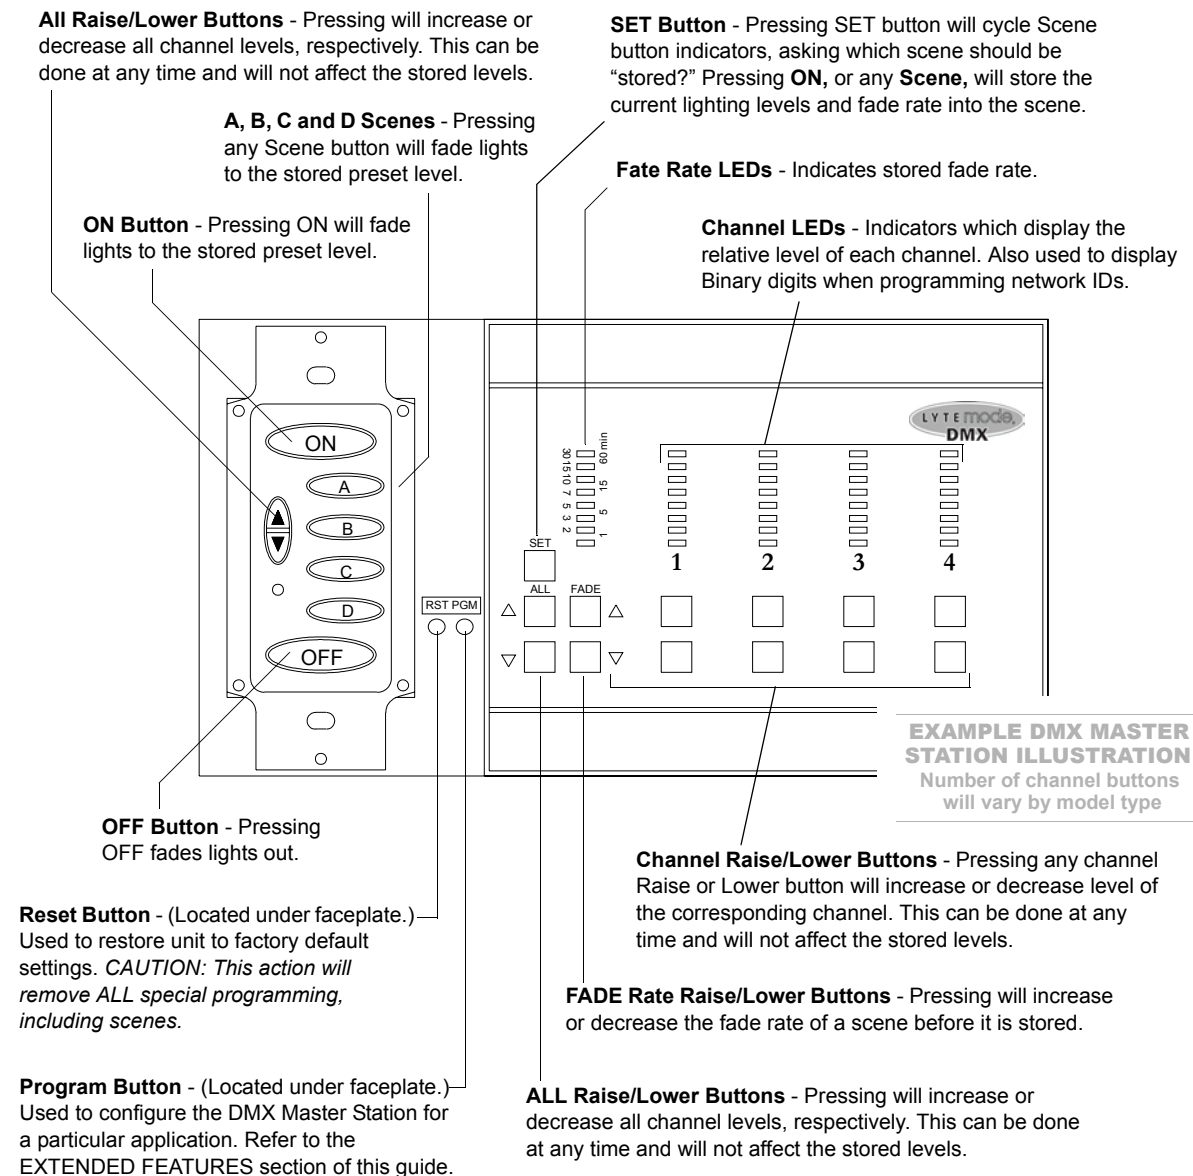 All Raise/Lower Buttons - Pressing will increase or
decrease all channel levels, respectively. This can be
done at any time and will not affect the stored levels.
SET Button - Pressing SET button will cycle Scene
button indicators, asking which scene should be
“stored?” Pressing ON, or any Scene, will store the
current lighting levels and fade rate into the scene.
A, B, C and D Scenes - Pressing
any Scene button will fade lights
to the stored preset level.
Fate Rate LEDs - Indicates stored fade rate.
ON Button - Pressing ON will fade
lights to the stored preset level.
Channel LEDs - Indicators which display the
relative level of each channel. Also used to display
Binary digits when programming network IDs.
ON
A
B
C
D
OFF
RST PGM
LYTEmode,
DMX
30 15 10 7 5 3 2
60 min 15 5 1
SET
ALL FADE
1 2 3 4
EXAMPLE DMX MASTER
STATION ILLUSTRATION
Number of channel buttons
will vary by model type
OFF Button - Pressing
OFF fades lights out.
Channel Raise/Lower Buttons - Pressing any channel
Raise or Lower button will increase or decrease level of
the corresponding channel. This can be done at any
time and will not affect the stored levels.
Reset Button - (Located under faceplate.)
Used to restore unit to factory default
settings. CAUTION: This action will
remove ALL special programming,
including scenes.
FADE Rate Raise/Lower Buttons - Pressing will increase
or decrease the fade rate of a scene before it is stored.
Program Button - (Located under faceplate.)
Used to configure the DMX Master Station for
a particular application. Refer to the
EXTENDED FEATURES section of this guide.
ALL Raise/Lower Buttons - Pressing will increase or
decrease all channel levels, respectively. This can be done
at any time and will not affect the stored levels.